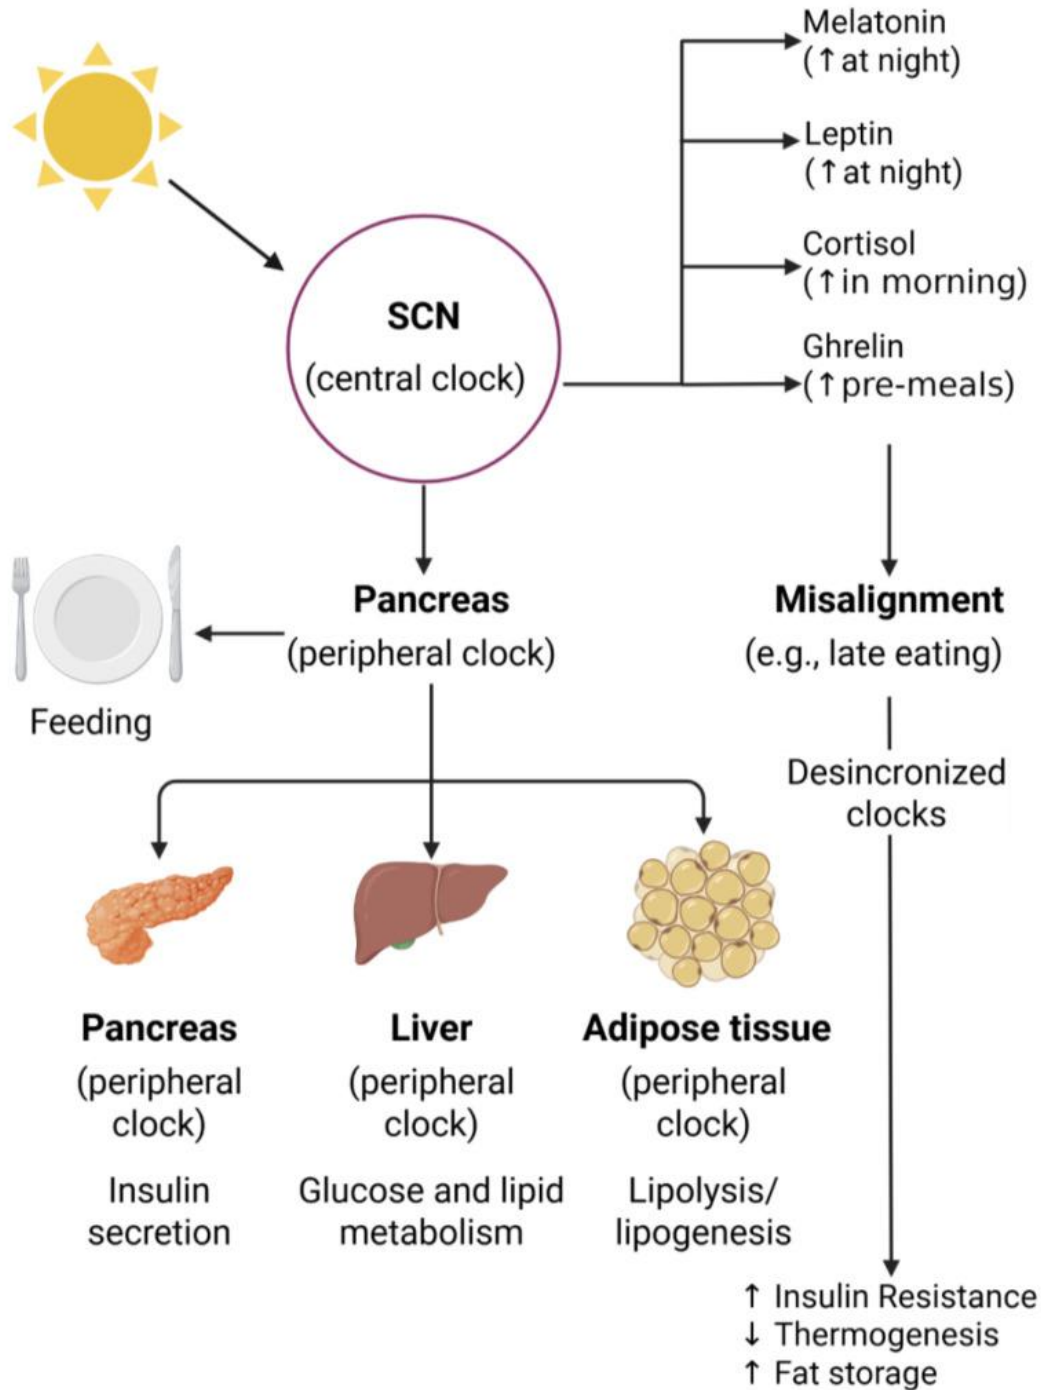 Melatonin
(↑at night)
Leptin
(↑at night)
Cortisol
(↑in morning)
Ghrelin
(↑pre-meals)
SCN
(central clock)
Pancreas
(peripheral clock)
Feeding
Misalignment
(e.g., late eating)
Desincronized
clocks
Pancreas
(peripheral
clock)
Insulin
secretion
Liver
(peripheral
clock)
Glucose and lipid
metabolism
Adipose tissue
(peripheral
clock)
Lipolysis/
lipogenesis
↑ Insulin Resistance
↓ Thermogenesis
↑ Fat storage